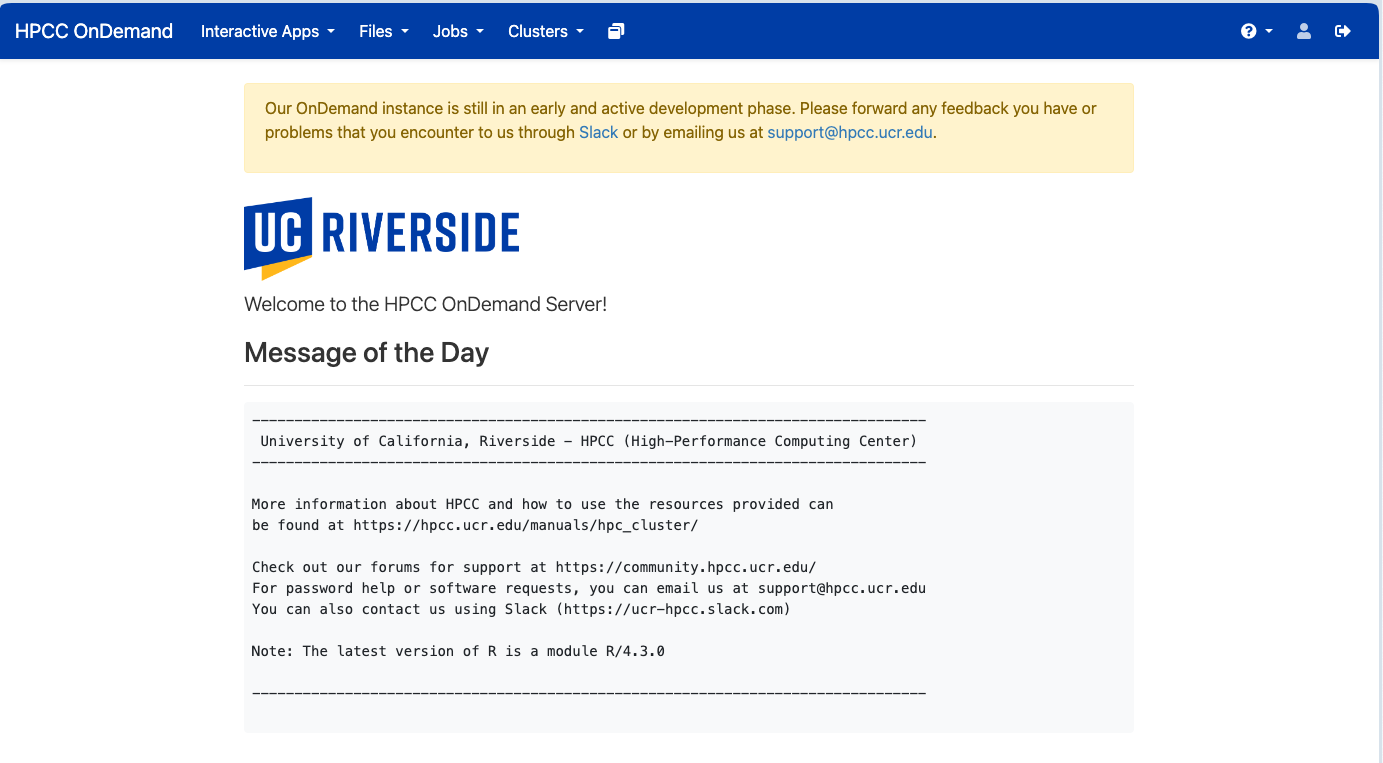 HPCC OnDemand Interactive Apps Files Jobs Clusters
Our OnDemand instance is still in an early and active development phase. Please forward any feedback you have or
problems that you encounter to us through Slack or by emailing us at support@hpcc.ucr.edu.
UC RIVERSIDE
Welcome to the HPCC OnDemand Server!
Message of the Day
--------------------------------------------------------------------------------
University of California, Riverside - HPCC (High-Performance Computing Center)
--------------------------------------------------------------------------------
More information about HPCC and how to use the resources provided can
be found at https://hpcc.ucr.edu/manuals/hpc_cluster/
Check out our forums for support at https://community.hpcc.ucr.edu/
For password help or software requests, you can email us at support@hpcc.ucr.edu
You can also contact us using Slack (https://ucr-hpcc.slack.com)
Note: The latest version of R is a module R/4.3.0
--------------------------------------------------------------------------------